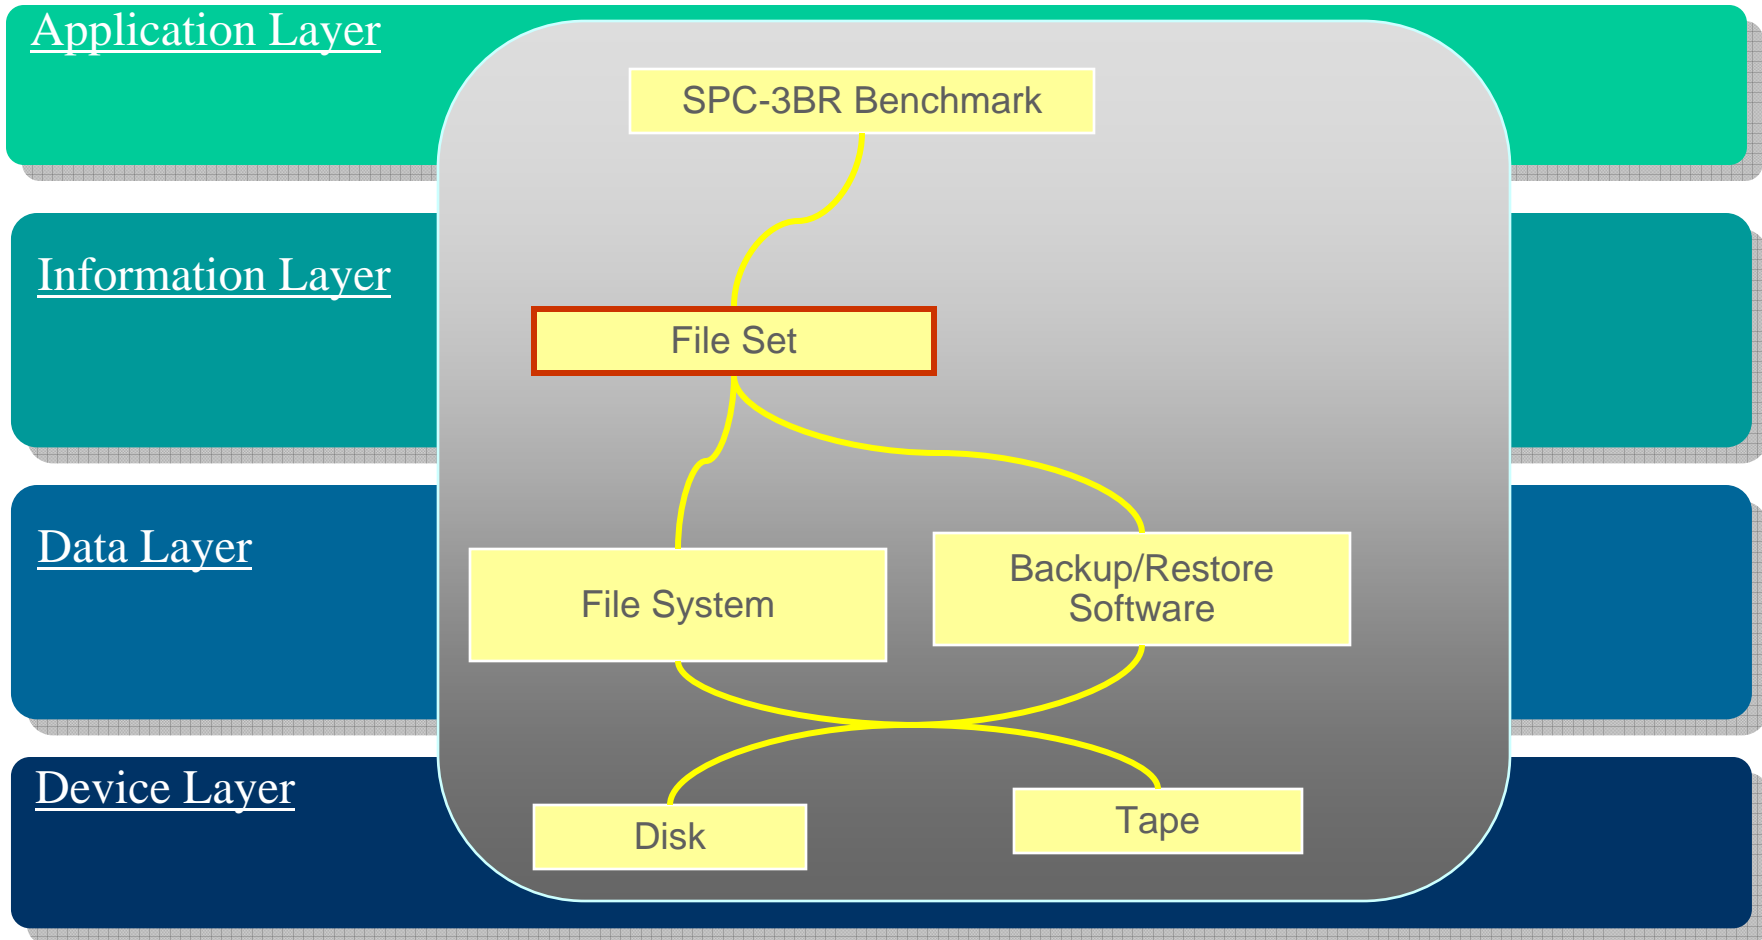 Application Layer
SPC-3BR Benchmark
Information Layer
File Set
Data Layer
File System
Backup/Restore
Software
Device Layer
Disk
Tape